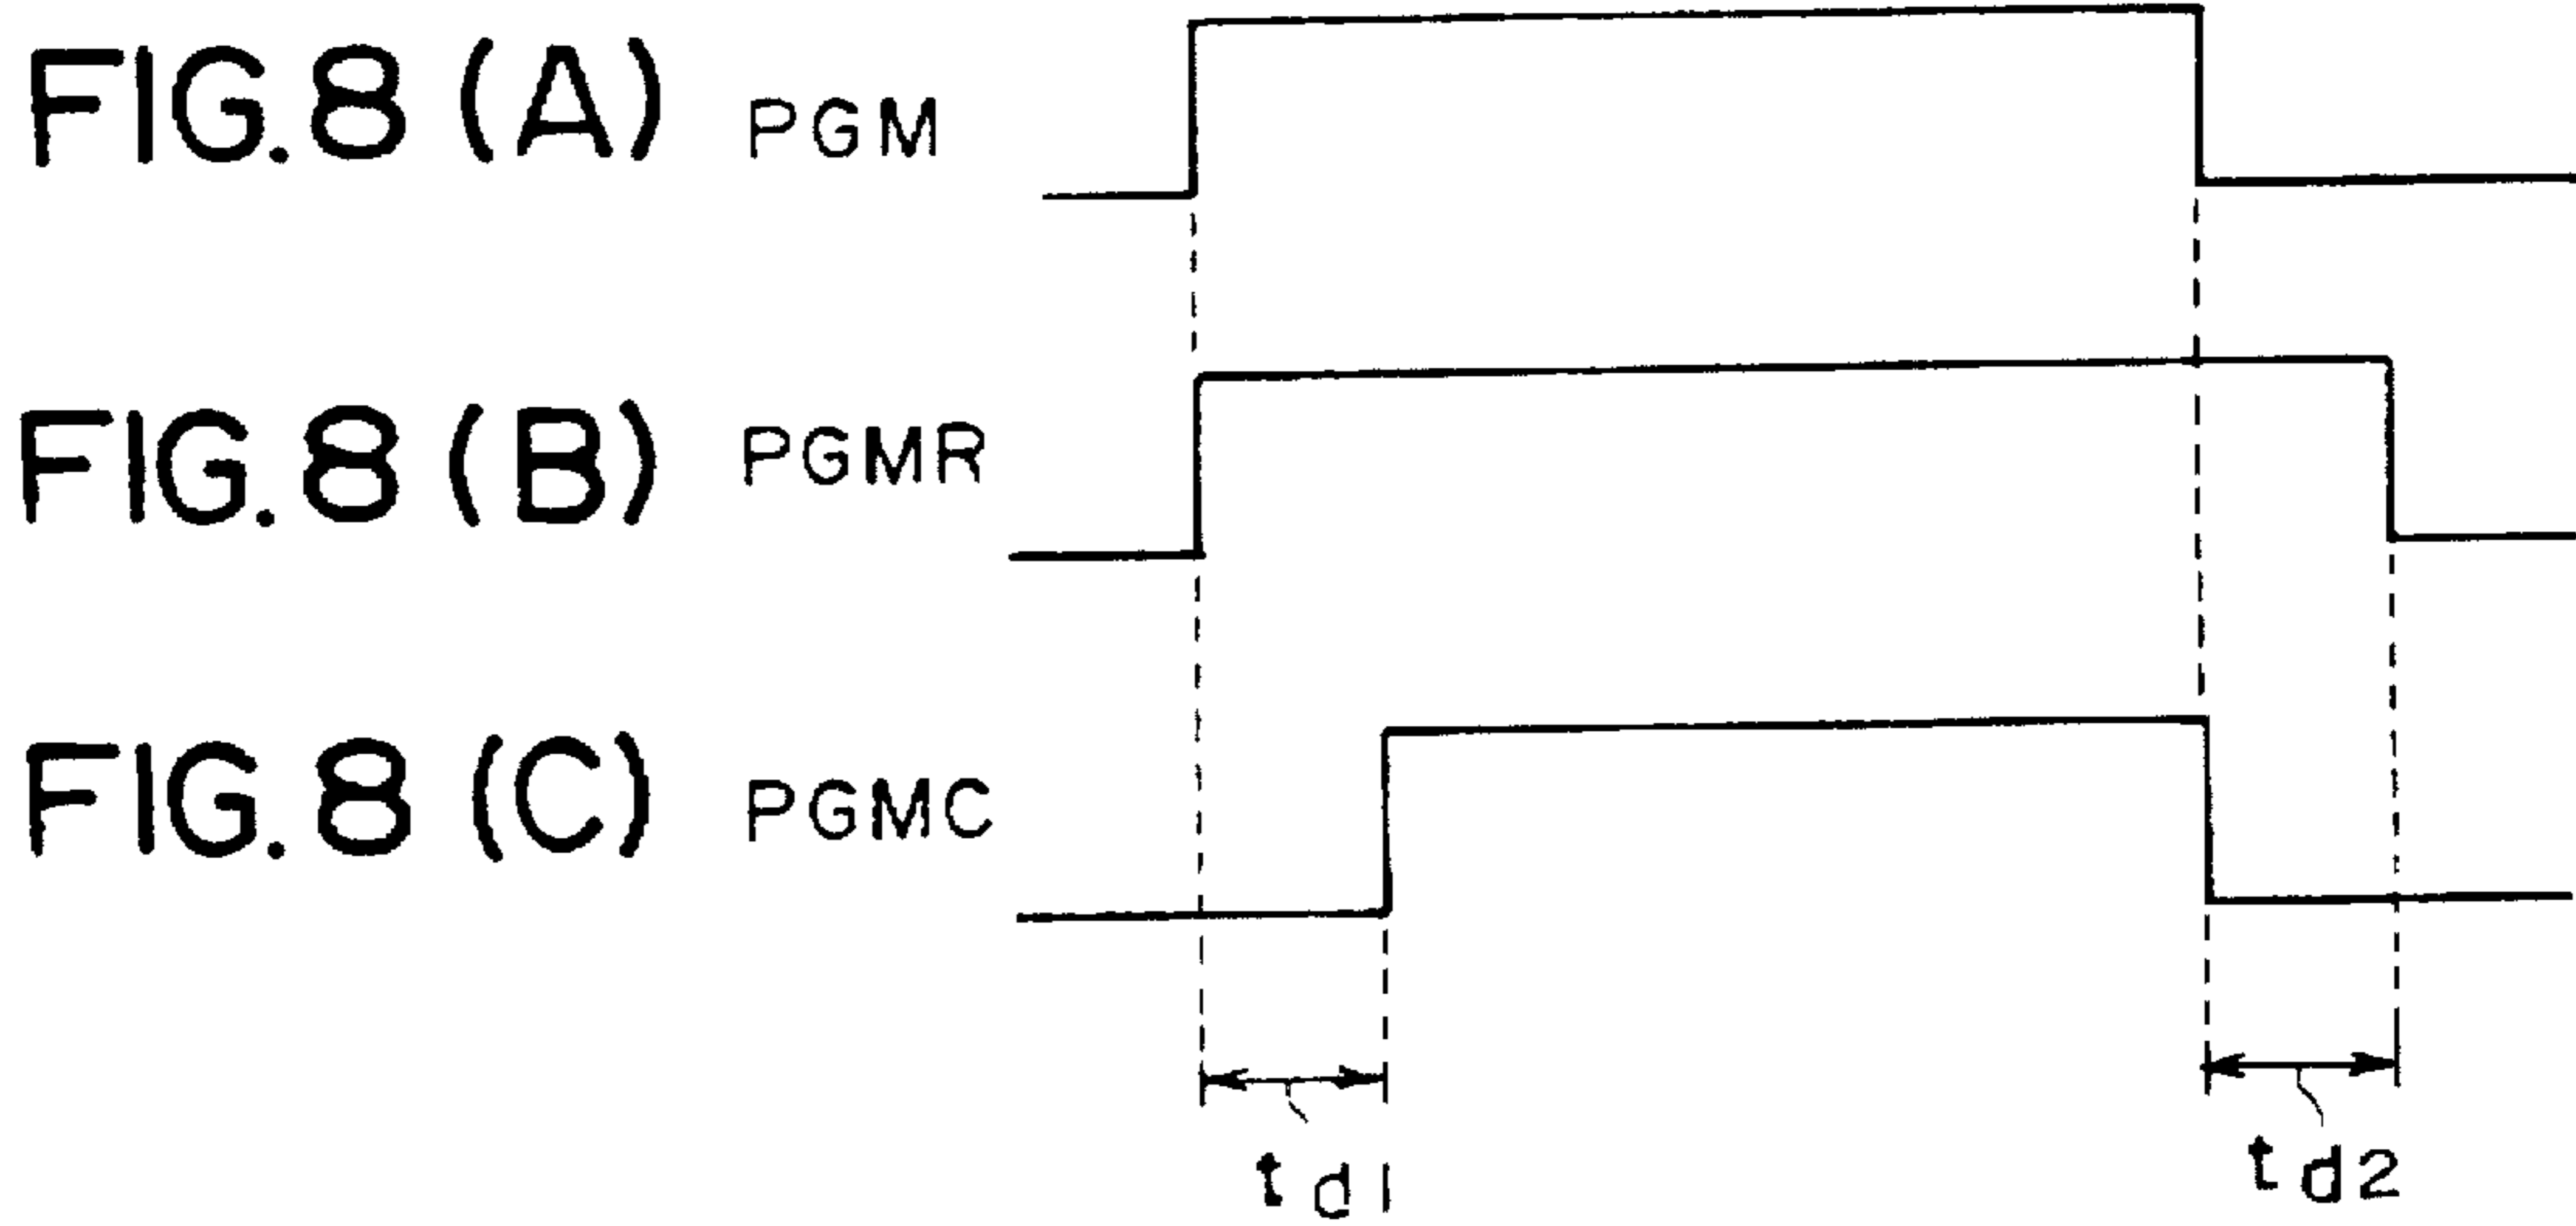 FIG. 8 (A) PGM
FIG. 8 (B) PGMR
FIG. 8 (C) PGMC
td1
td2